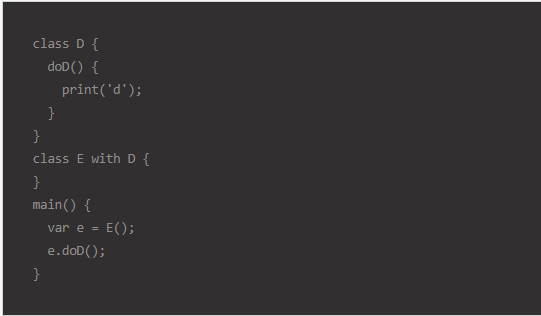 class D {
  doD() {
    print('d');
  }
}
class E with D {
}
main() {
  var e = E();
  e.doD();
}